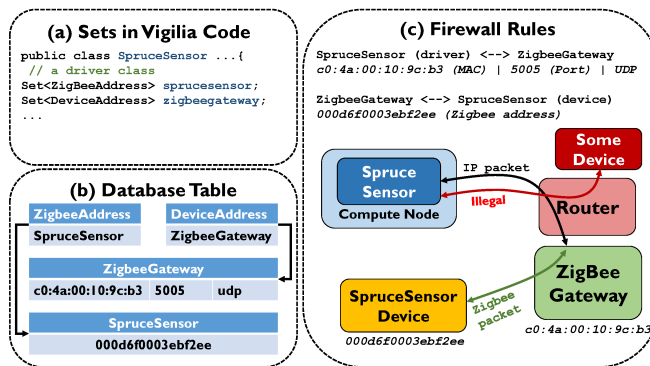 (a) Sets in Vigilia Code
public class SpruceSensor ...{
// a driver class
Set<ZigBeeAddress> sprucesensor;
Set<DeviceAddress> zigbeegateway;
...
(b) Database Table
ZigbeeAddress
DeviceAddress
SpruceSensor
ZigbeeGateway
ZigbeeGateway
c0:4a:00:10:9c:b3
5005
udp
SpruceSensor
000d6f0003ebf2ee
(c) Firewall Rules
SpruceSensor (driver) <--> ZigbeeGateway
c0:4a:00:10:9c:b3 (MAC) | 5005 (Port) | UDP
ZigbeeGateway <--> SpruceSensor (device)
000d6f0003ebf2ee (Zigbee address)
Some
Device
Spruce
Sensor
Compute Node
IP packet
Illegal
Router
ZigBee
Gateway
c0:4a:00:10:9c:b3
SpruceSensor
Device
000d6f0003ebf2ee
Zigbee
packet